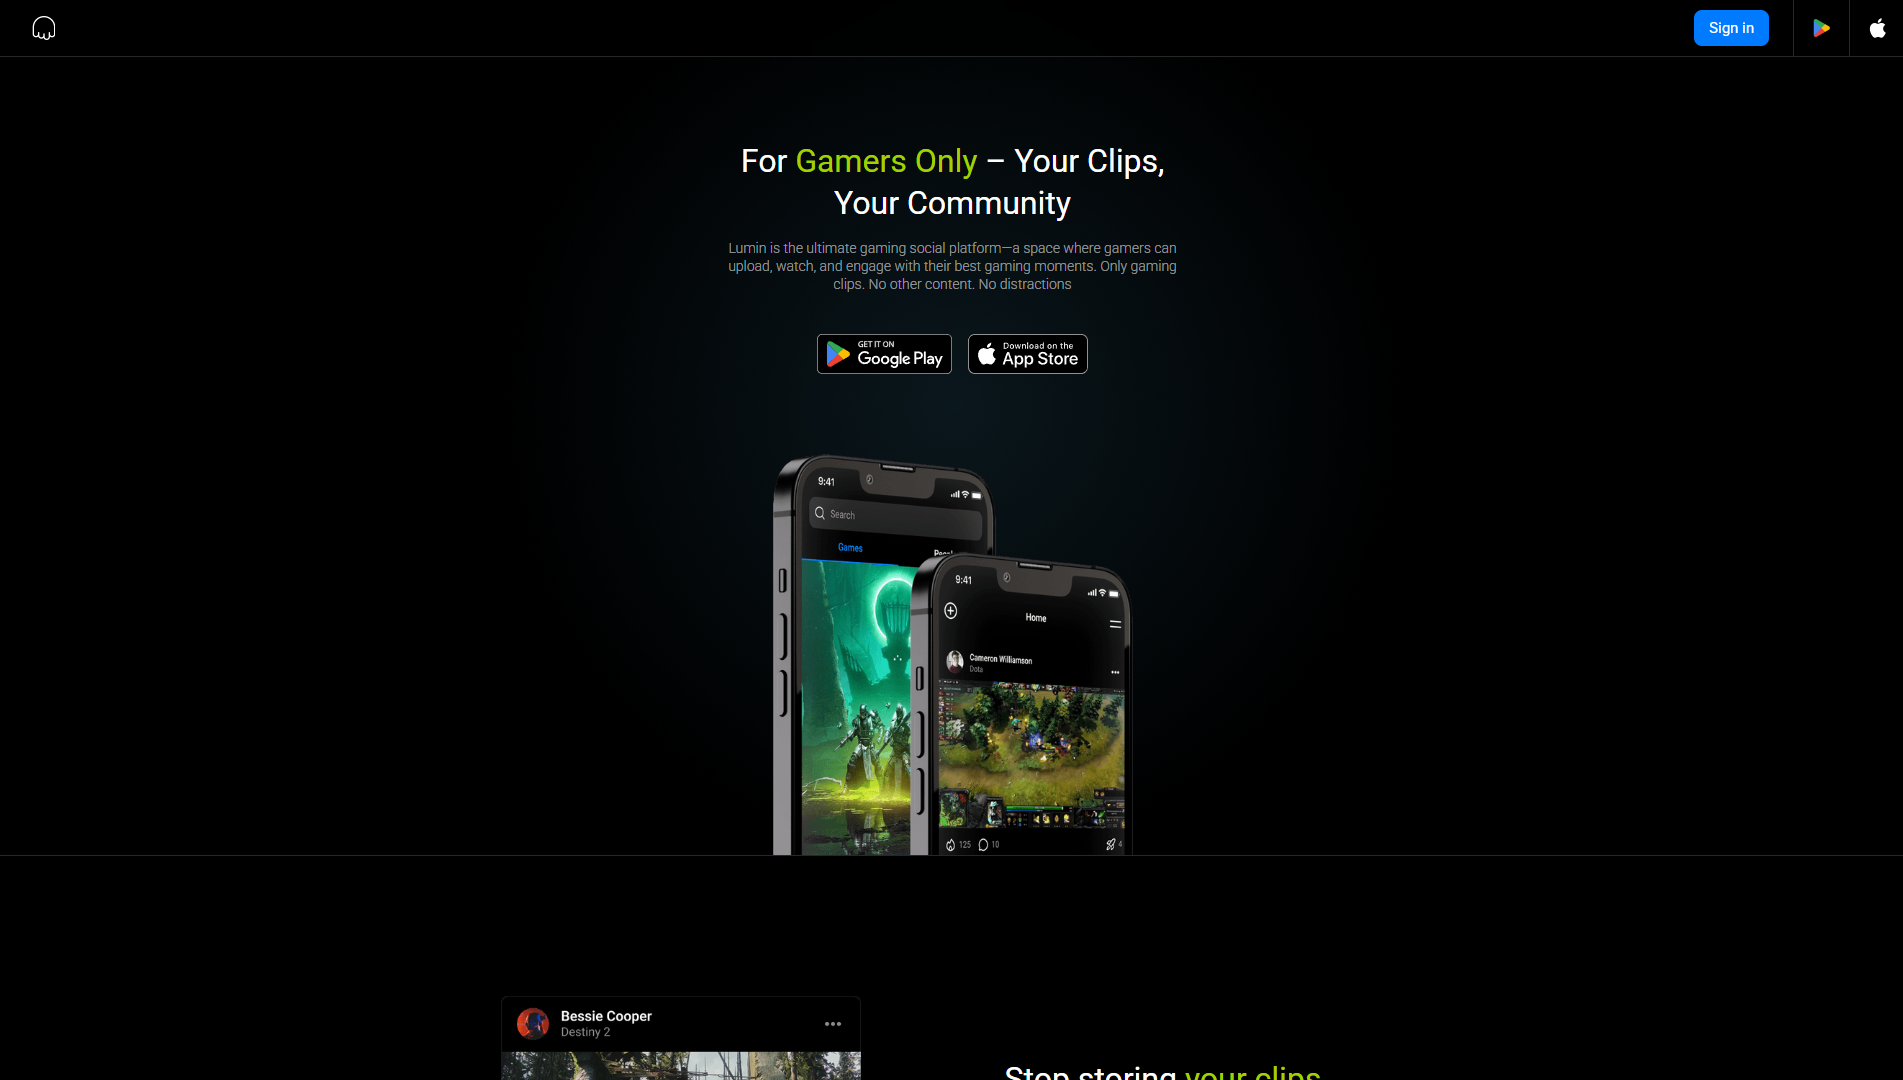 Sign in
For Gamers Only – Your Clips,
Your Community
Lumin is the ultimate gaming social platform—a space where gamers can
upload, watch, and engage with their best gaming moments. Only gaming
clips. No other content. No distractions
GET IT ON
Google Play
Download on the
App Store
9:41
Search
Games
9:41
Home
Cameron Williamson
Dota
125 10 4
Bessie Cooper
Destiny 2
Stop storing your clips